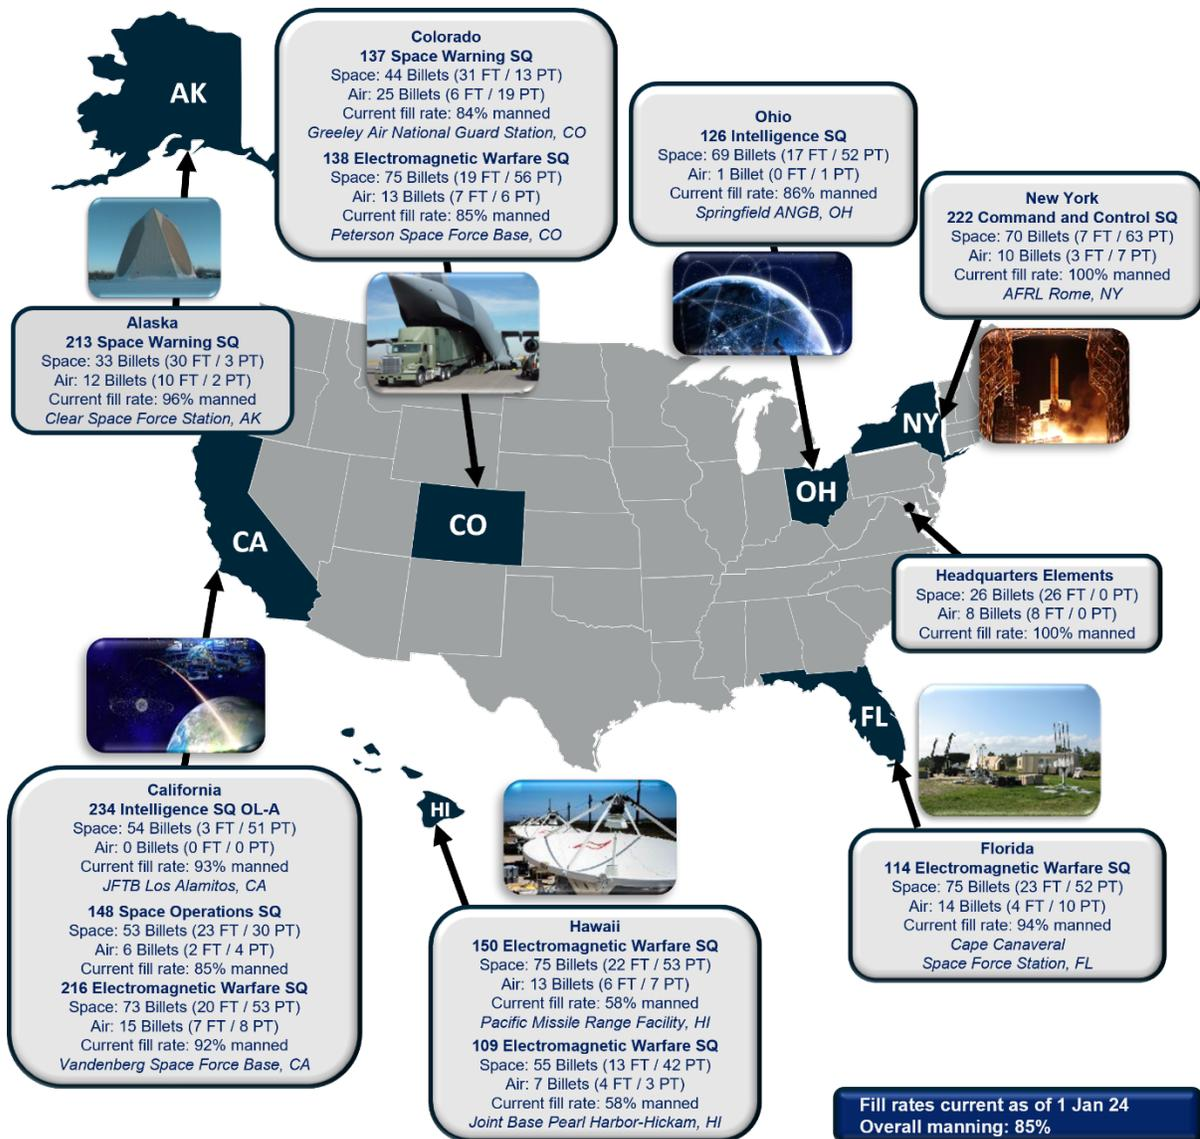 AK
Colorado
137 Space Warning SQ
Space: 44 Billets (31 FT / 13 PT)
Air: 25 Billets (6 FT / 19 PT)
Current fill rate: 84% manned
Greeley Air National Guard Station, CO
138 Electromagnetic Warfare SQ
Space: 75 Billets (19 FT / 56 PT)
Air: 13 Billets (7 FT / 6 PT)
Current fill rate: 85% manned
Peterson Space Force Base, CO
Ohio
126 Intelligence SQ
Space: 69 Billets (17 FT / 52 PT)
Air: 1 Billet (0 FT / 1 PT)
Current fill rate: 86% manned
Springfield ANGB, OH
New York
222 Command and Control SQ
Space: 70 Billets (7 FT / 63 PT)
Air: 10 Billets (3 FT / 7 PT)
Current fill rate: 100% manned
AFRL Rome, NY
Alaska
213 Space Warning SQ
Space: 33 Billets (30 FT / 3 PT)
Air: 12 Billets (10 FT / 2 PT)
Current fill rate: 96% manned
Clear Space Force Station, AK
NY
OH
CO
CA
Headquarters Elements
Space: 26 Billets (26 FT / 0 PT)
Air: 8 Billets (8 FT / 0 PT)
Current fill rate: 100% manned
FL
HI
California
234 Intelligence SQ OL-A
Space: 54 Billets (3 FT / 51 PT)
Air: 0 Billets (0 FT / 0 PT)
Current fill rate: 93% manned
JFTB Los Alamitos, CA
148 Space Operations SQ
Space: 53 Billets (23 FT / 30 PT)
Air: 6 Billets (2 FT / 4 PT)
Current fill rate: 85% manned
216 Electromagnetic Warfare SQ
Space: 73 Billets (20 FT / 53 PT)
Air: 15 Billets (7 FT / 8 PT)
Current fill rate: 92% manned
Vandenberg Space Force Base, CA
Hawaii
150 Electromagnetic Warfare SQ
Space: 75 Billets (22 FT / 53 PT)
Air: 13 Billets (6 FT / 7 PT)
Current fill rate: 58% manned
Pacific Missile Range Facility, HI
109 Electromagnetic Warfare SQ
Space: 55 Billets (13 FT / 42 PT)
Air: 7 Billets (4 FT / 3 PT)
Current fill rate: 58% manned
Joint Base Pearl Harbor-Hickam, HI
Florida
114 Electromagnetic Warfare SQ
Space: 75 Billets (23 FT / 52 PT)
Air: 14 Billets (4 FT / 10 PT)
Current fill rate: 94% manned
Cape Canaveral
Space Force Station, FL
Fill rates current as of 1 Jan 24
Overall manning: 85%